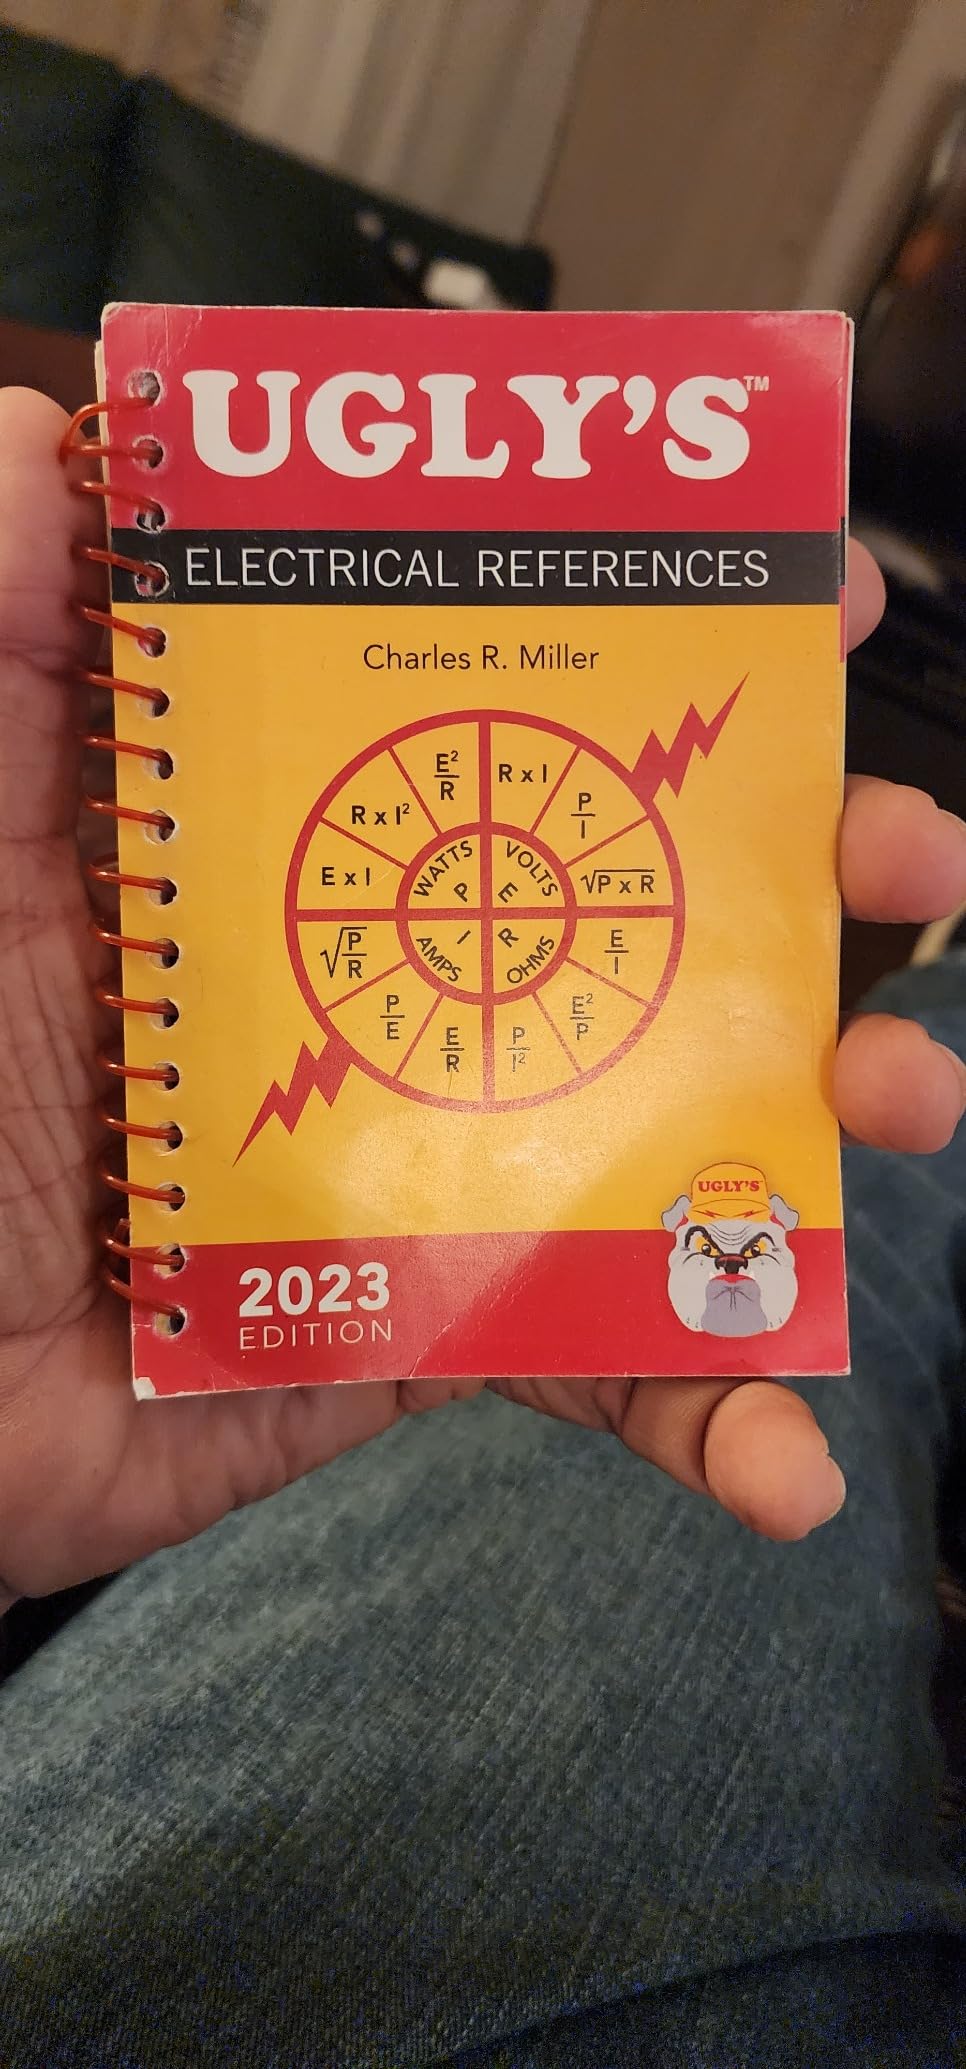 UGLY'S™
ELECTRICAL REFERENCES
Charles R. Miller
E²/R
R x I
R x I²
P/I
E x I
√P x R
WATTS
VOLTS
P
E
I
R
AMPS
OHMS
√P/R
E/I
P/E
E²/P
E/R
P/I²
UGLY'S
2023
EDITION